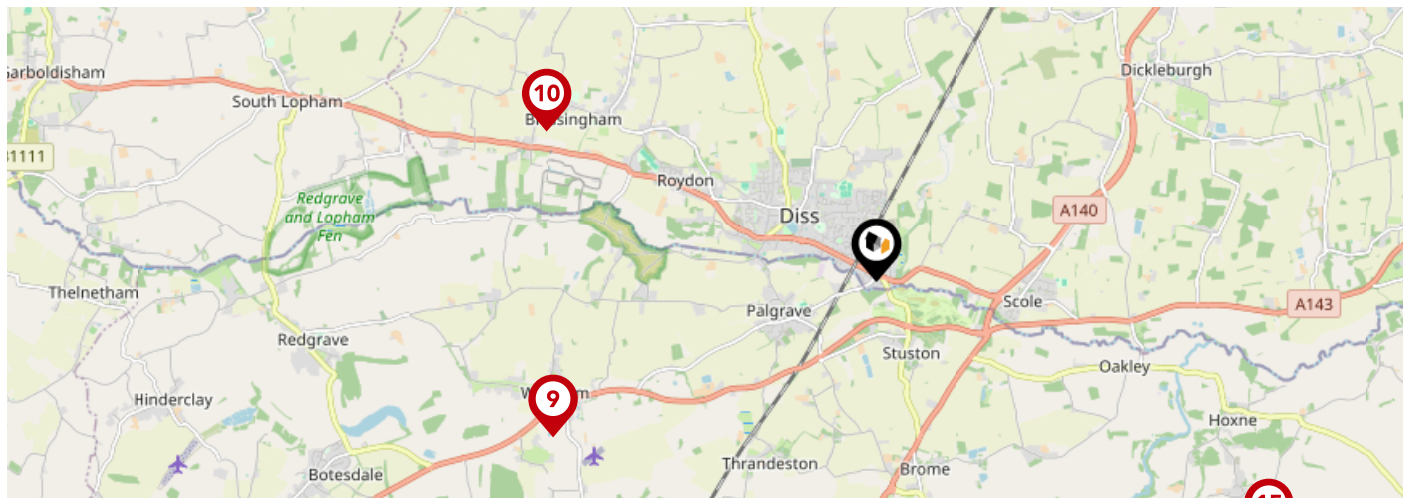 Dickleburgh
Garboldisham
10
South Lopham
Bressingham
B1111
Roydon
Redgrave
and Lopham
Fen
A140
Diss
Thelnetham
Scole
A143
Palgrave
Redgrave
Stuston
Oakley
9
Hinderclay
Hoxne
Thrandeston
Brome
Botesdale